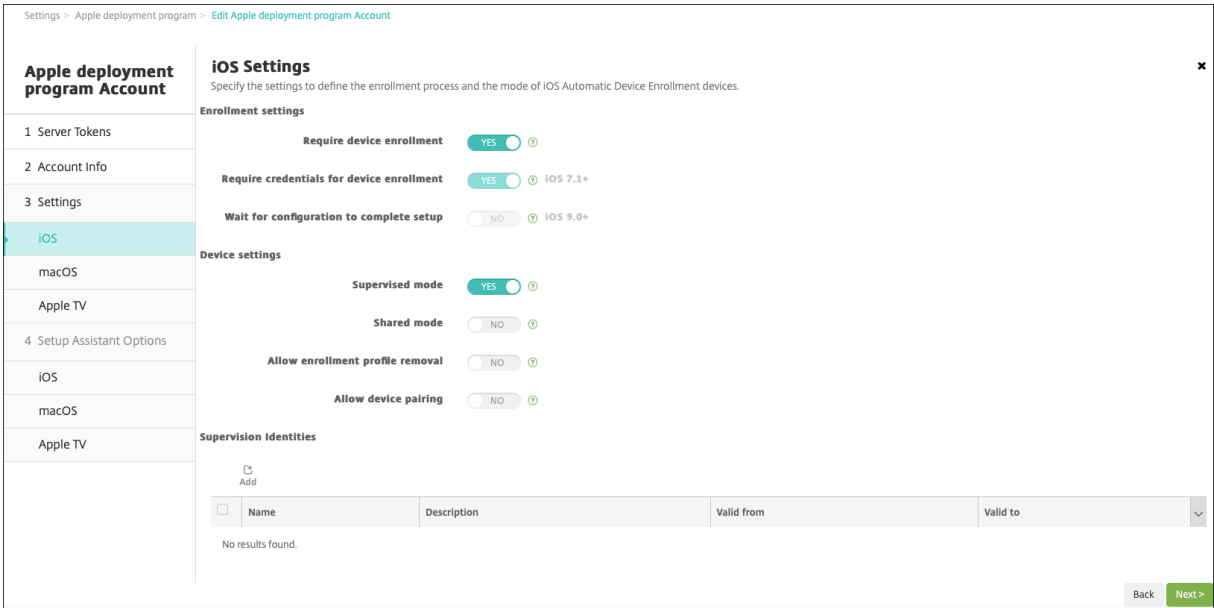 Settings > Apple deployment program > Edit Apple deployment program Account
Apple deployment
program Account
1 Server Tokens
2 Account Info
3 Settings
iOS
macOS
Apple TV
4 Setup Assistant Options
iOS
macOS
Apple TV
iOS Settings
Specify the settings to define the enrollment process and the mode of iOS Automatic Device Enrollment devices.
Enrollment settings
Require device enrollment YES ?
Require credentials for device enrollment YES ? iOS 7.1+
Wait for configuration to complete setup NO ? iOS 9.0+
Device settings
Supervised mode YES ?
Shared mode NO ?
Allow enrollment profile removal NO ?
Allow device pairing NO ?
Supervision Identities
Add
Name Description Valid from Valid to
No results found.
Back Next >